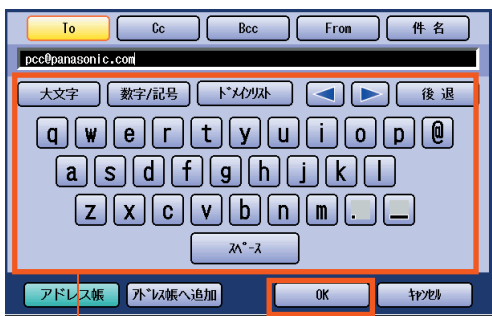 To Cc Bcc From 件 名
pcc@panasonic.com
大文字 数字/記号 ﾄﾞﾒｲﾝﾘｽﾄ 後 退
q w e r t y u i o p @
a s d f g h j k l
z x c v b n m . _
ｽﾍﾟｰｽ
アドレス帳 ｱﾄﾞﾚｽ帳へ追加 OK ｷｬﾝｾﾙ